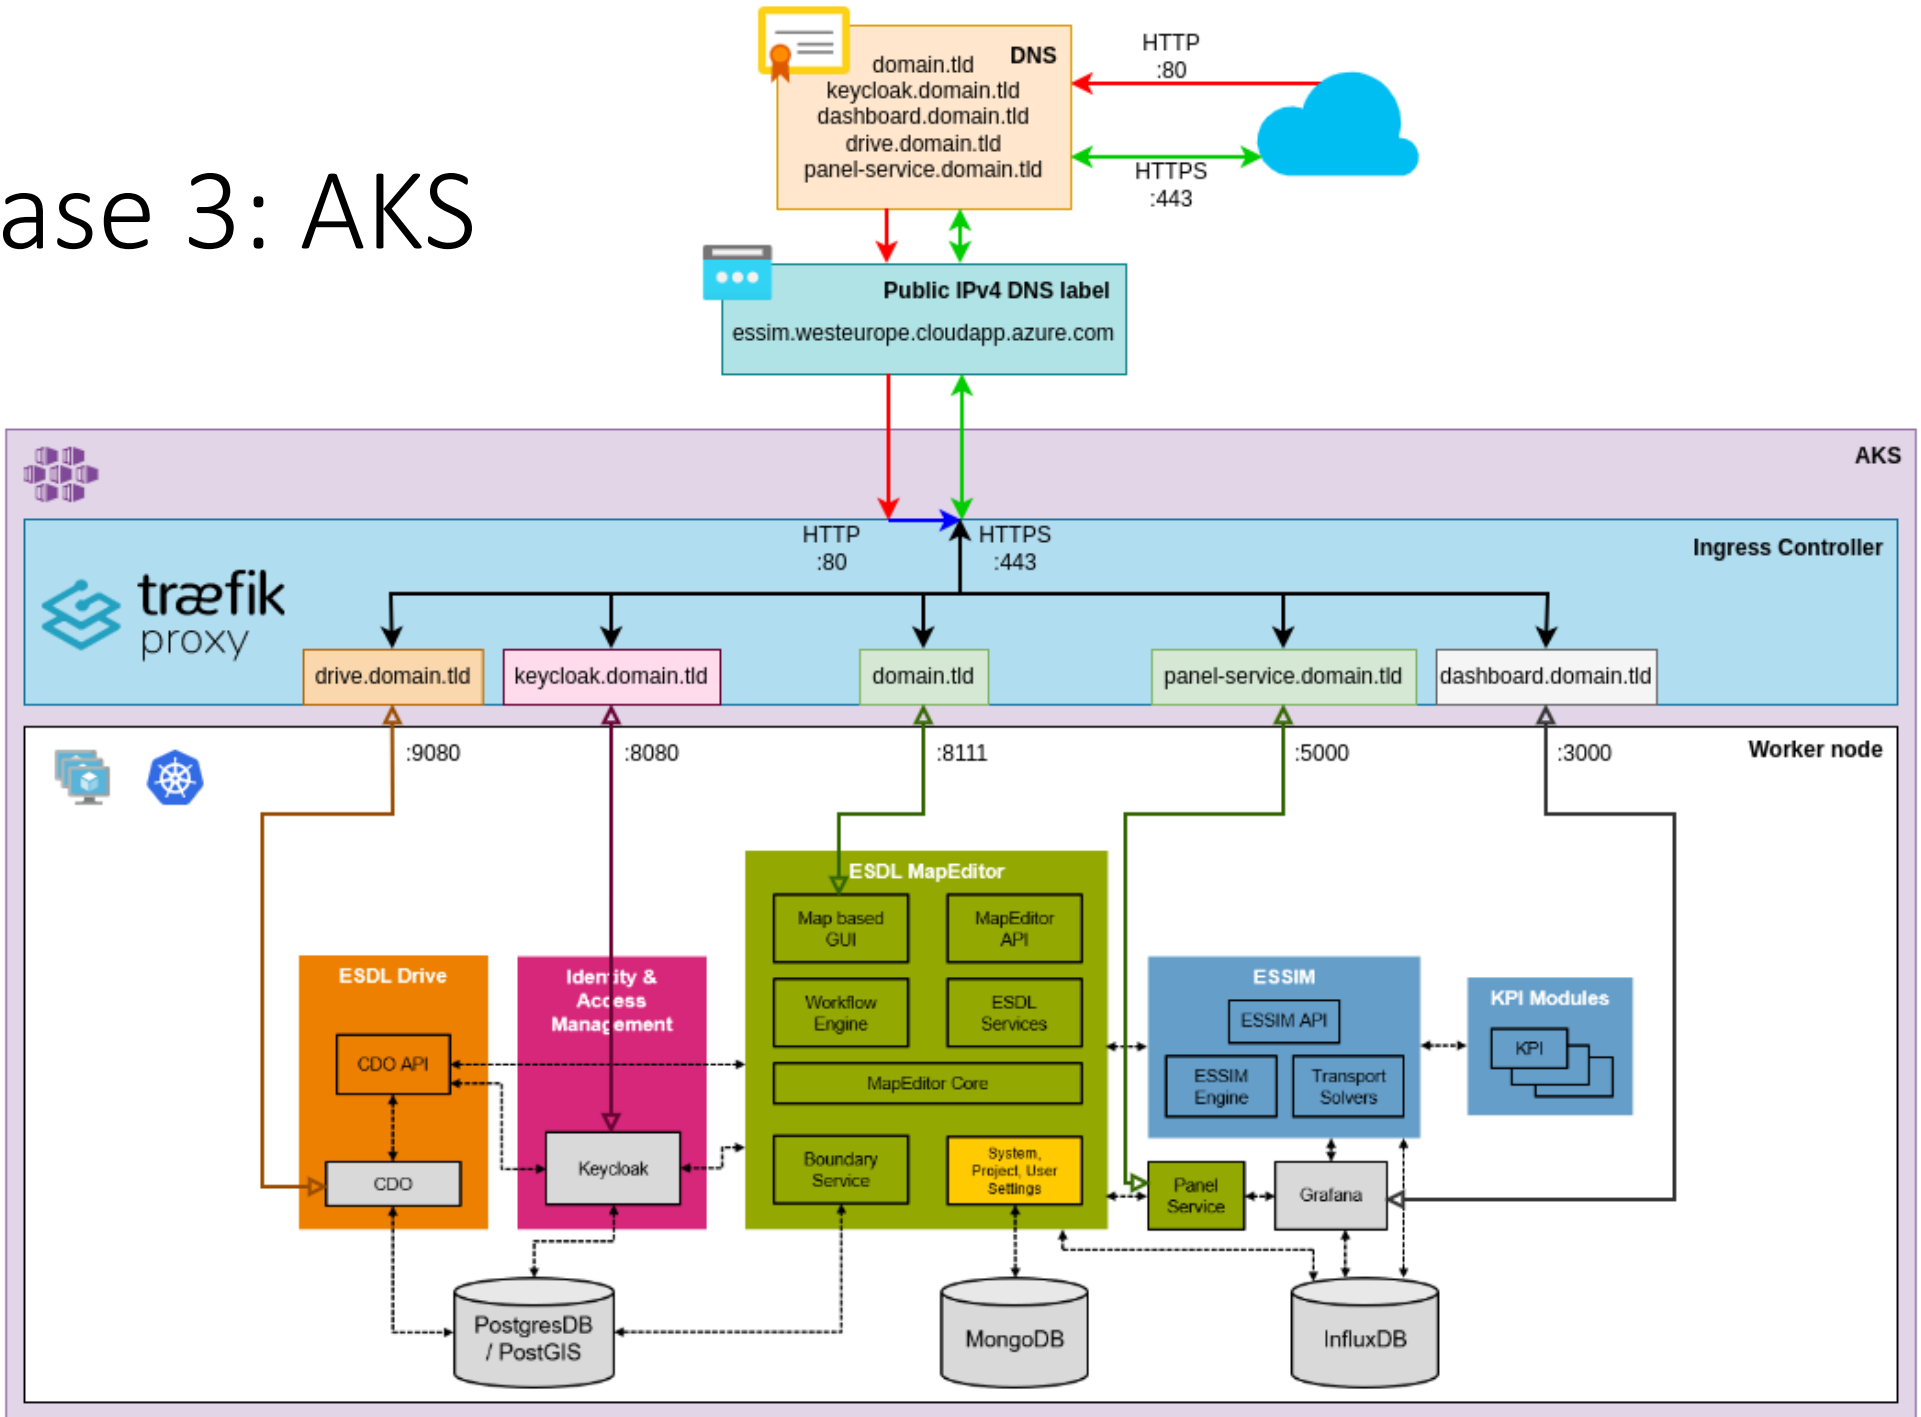 ase 3: AKS
DNS
domain.tld
keycloak.domain.tld
dashboard.domain.tld
drive.domain.tld
panel-service.domain.tld
HTTP
:80
HTTPS
:443
Public IPv4 DNS label
essim.westeurope.cloudapp.azure.com
AKS
HTTP
:80
HTTPS
:443
Ingress Controller
træfik
proxy
drive.domain.tld
keycloak.domain.tld
domain.tld
panel-service.domain.tld
dashboard.domain.tld
:9080
:8080
:8111
:5000
:3000
Worker node
ESDL Drive
CDO API
CDO
Identity &
Access
Management
Keycloak
ESDL MapEditor
Map based
GUI
MapEditor
API
Workflow
Engine
ESDL
Services
MapEditor Core
Boundary
Service
System,
Project, User
Settings
ESSIM
ESSIM API
ESSIM
Engine
Transport
Solvers
KPI Modules
KPI
Panel
Service
Grafana
PostgresDB
/ PostGIS
MongoDB
InfluxDB